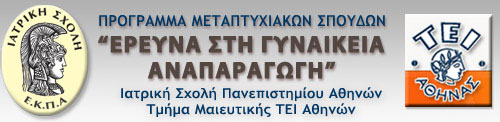 ΙΑΤΡΙΚΗ ΣΧΟΛΗ
Ε.Κ.Π.Α
ΠΡΟΓΡΑΜΜΑ ΜΕΤΑΠΤΥΧΙΑΚΩΝ ΣΠΟΥΔΩΝ
“ΕΡΕΥΝΑ ΣΤΗ ΓΥΝΑΙΚΕΙΑ
ΑΝΑΠΑΡΑΓΩΓΗ”
Ιατρική Σχολή Πανεπιστημίου Αθηνών
Τμήμα Μαιευτικής ΤΕΙ Αθηνών
ΤΕΙ
ΑΘΗΝΑΣ